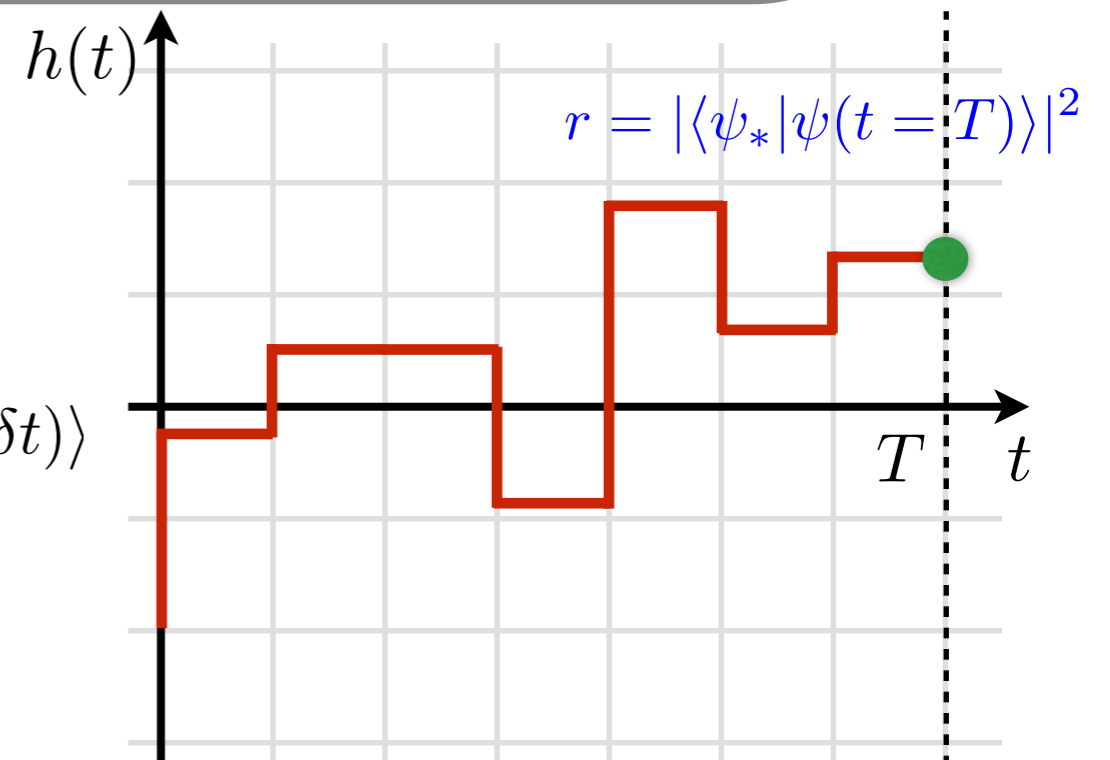 h(t)
r = |⟨ψ_*|ψ(t = T)⟩|²
δt)⟩
T
t